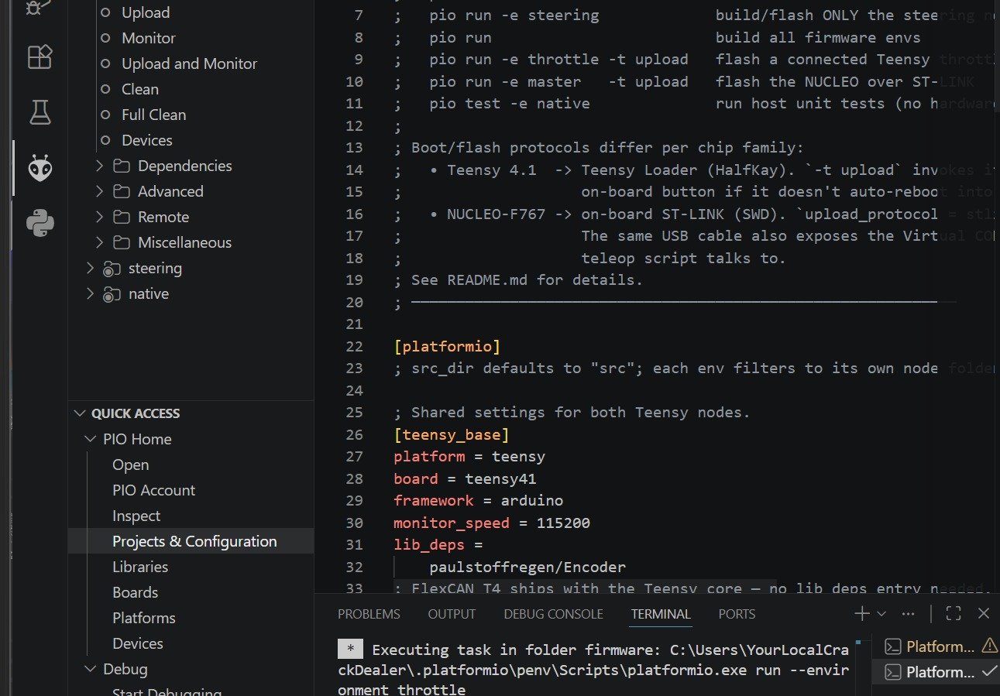 Upload
Monitor
Upload and Monitor
Clean
Full Clean
Devices
Dependencies
Advanced
Remote
Miscellaneous
steering
native
QUICK ACCESS
PIO Home
Open
PIO Account
Inspect
Projects & Configuration
Libraries
Boards
Platforms
Devices
Debug
Start Debugging
7 ; pio run -e steering build/flash ONLY the steering
8 ; pio run build all firmware envs
9 ; pio run -e throttle -t upload flash a connected Teensy
10 ; pio run -e master -t upload flash the NUCLEO over ST-LINK
11 ; pio test -e native run host unit tests (no hardware
12 ;
13 ; Boot/flash protocols differ per chip family:
14 ; • Teensy 4.1 -> Teensy Loader (HalfKay). `-t upload` invokes
15 ; on-board button if it doesn't auto-reboot into
16 ; • NUCLEO-F767 -> on-board ST-LINK (SWD). `upload_protocol =
17 ; The same USB cable also exposes the Virtual
18 ; teleop script talks to.
19 ; See README.md for details.
20 ; ──────────────────────────────
21
22 [platformio]
23 ; src_dir defaults to "src"; each env filters to its own node
24
25 ; Shared settings for both Teensy nodes.
26 [teensy_base]
27 platform = teensy
28 board = teensy41
29 framework = arduino
30 monitor_speed = 115200
31 lib_deps =
32 paulstoffregen/Encoder
33 ; FlexCAN_T4 ships with the Teensy core — no lib_deps entry needed.
PROBLEMS OUTPUT DEBUG CONSOLE TERMINAL PORTS
* Executing task in folder firmware: C:\Users\YourLocalCra
ckDealer\.platformio\penv\Scripts\platformio.exe run --envir
onment throttle
Platform...
Platform...